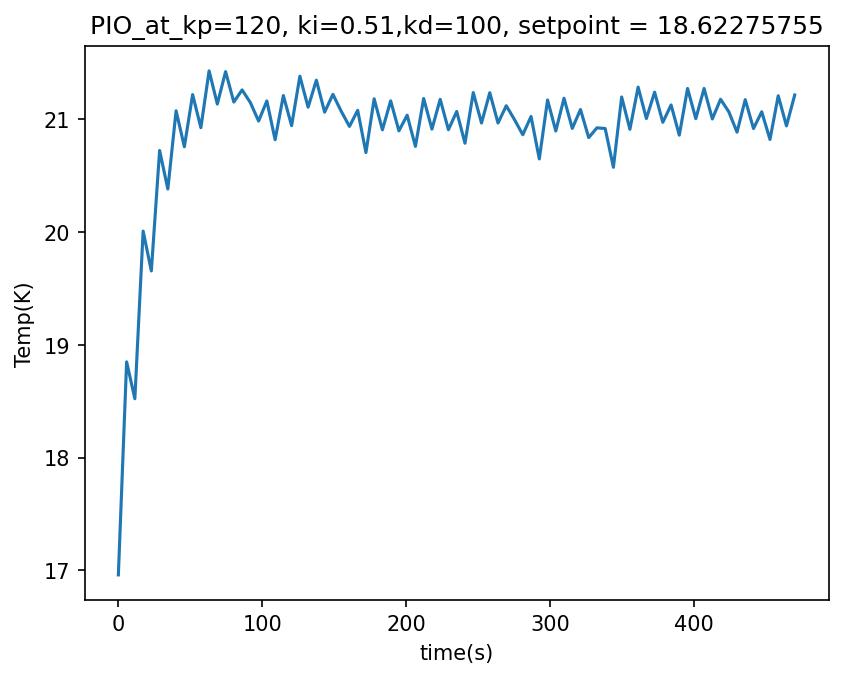 PIO_at_kp=120, ki=0.51,kd=100, setpoint = 18.62275755
21
20
19
18
17
Temp(K)
0 100 200 300 400
time(s)